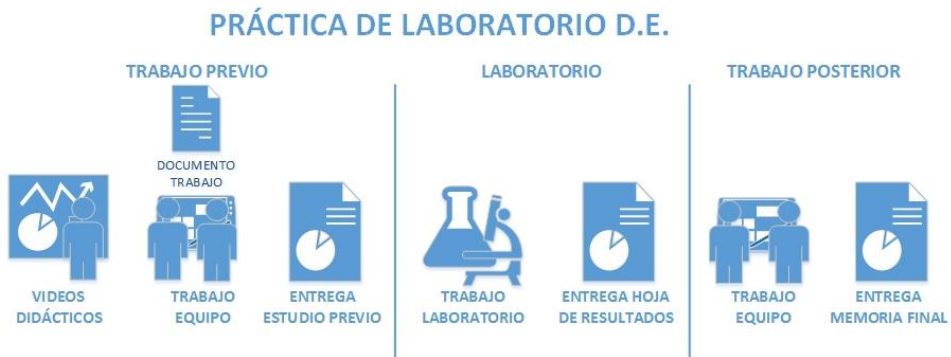 PRÁCTICA DE LABORATORIO D.E.
TRABAJO PREVIO
DOCUMENTO
TRABAJO
VIDEOS
DIDÁCTICOS
TRABAJO
EQUIPO
ENTREGA
ESTUDIO PREVIO
LABORATORIO
TRABAJO
LABORATORIO
ENTREGA HOJA
DE RESULTADOS
TRABAJO POSTERIOR
TRABAJO
EQUIPO
ENTREGA
MEMORIA FINAL